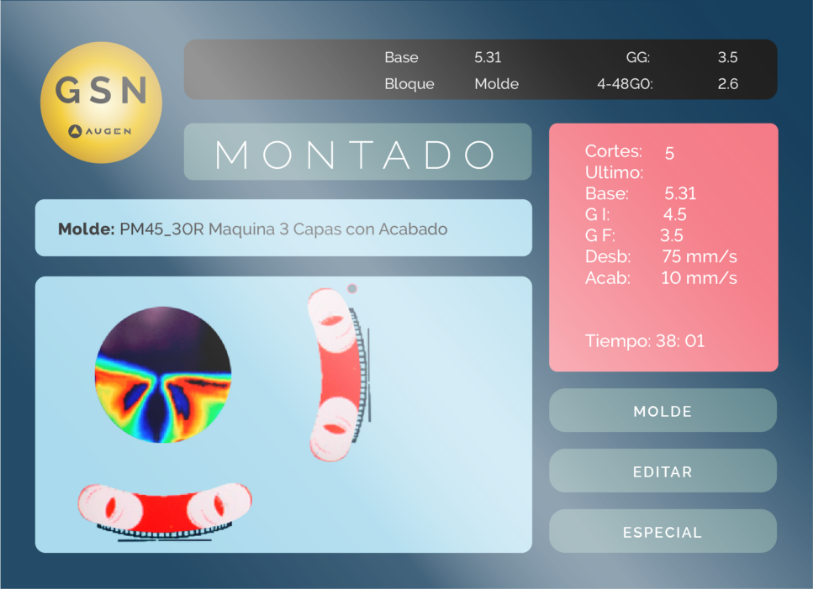 GSN
AUGEN
Base 5.31 GG: 3.5
Bloque Molde 4-48G0: 2.6
MONTADO
Molde: PM45_30R Maquina 3 Capas con Acabado
Cortes: 5
Ultimo:
Base: 5.31
G I: 4.5
G F: 3.5
Desb: 75 mm/s
Acab: 10 mm/s
Tiempo: 38: 01
MOLDE
EDITAR
ESPECIAL